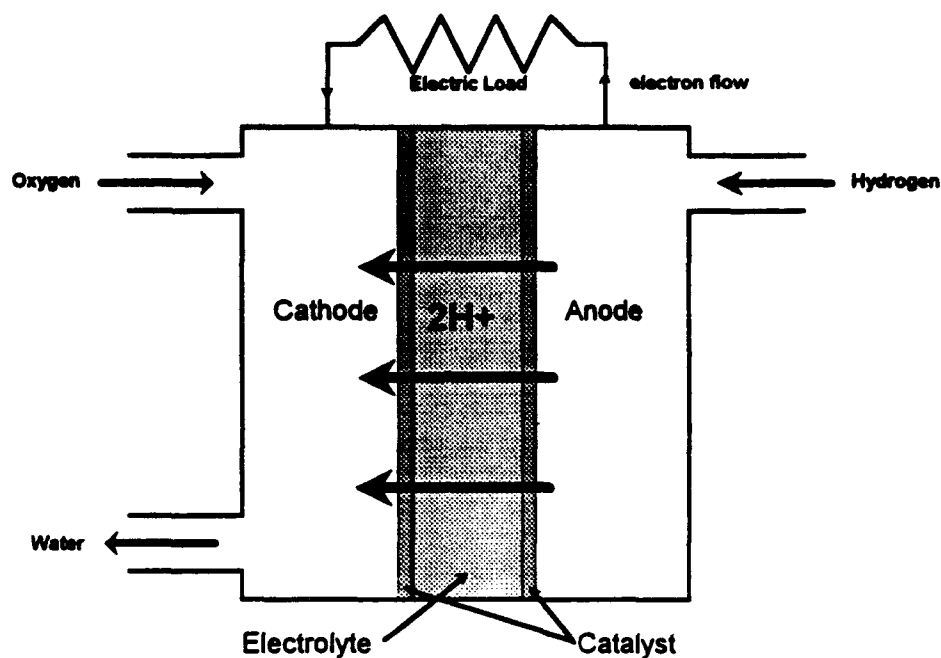 Electric Load
electron flow
Oxygen
Hydrogen
Cathode
2H+
Anode
Water
Electrolyte
Catalyst